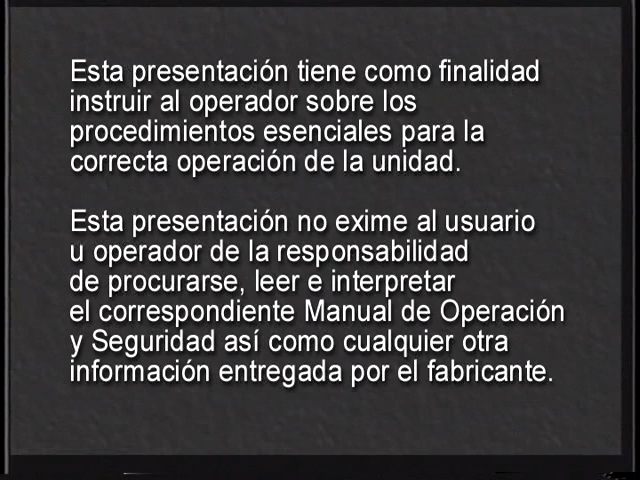 Esta presentación tiene como finalidad
instruir al operador sobre los
procedimientos esenciales para la
correcta operación de la unidad.
Esta presentación no exime al usuario
u operador de la responsabilidad
de procurarse, leer e interpretar
el correspondiente Manual de Operación
y Seguridad así como cualquier otra
información entregada por el fabricante.